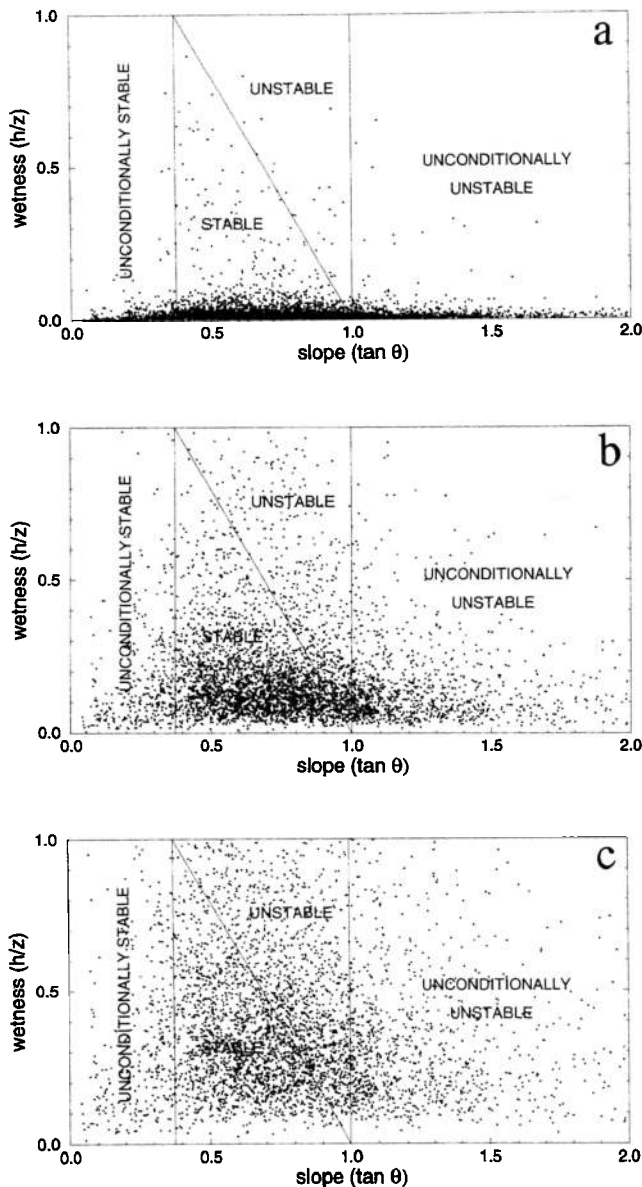 a
1.0
UNSTABLE
UNCONDITIONALLY STABLE
wetness (h/z)
0.5
UNCONDITIONALLY
UNSTABLE
STABLE
0.0
0.0 0.5 1.0 1.5 2.0
slope (tan θ)
b
1.0
UNSTABLE
UNCONDITIONALLY STABLE
wetness (h/z)
0.5
UNCONDITIONALLY
UNSTABLE
STABLE
0.0
0.0 0.5 1.0 1.5 2.0
slope (tan θ)
c
1.0
UNSTABLE
UNCONDITIONALLY STABLE
wetness (h/z)
0.5
UNCONDITIONALLY
UNSTABLE
STABLE
0.0
0.0 0.5 1.0 1.5 2.0
slope (tan θ)